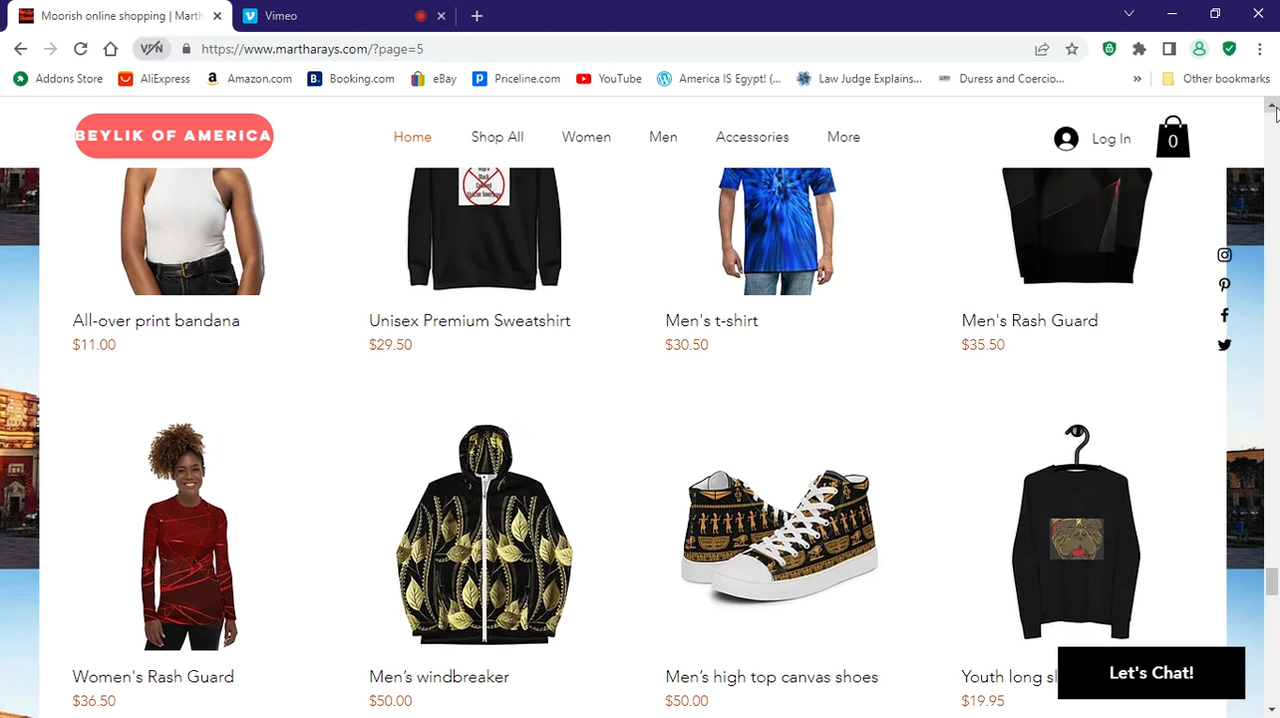 Moorish online shopping | Marth
Vimeo
VPN
https://www.martharays.com/?page=5
Addons Store
AliExpress
Amazon.com
Booking.com
eBay
Priceline.com
YouTube
America IS Egypt! (...
Law Judge Explains...
Duress and Coercio...
»
Other bookmarks
BEYLIK OF AMERICA
Home
Shop All
Women
Men
Accessories
More
Log In
0
All-over print bandana
$11.00
Unisex Premium Sweatshirt
$29.50
Men's t-shirt
$30.50
Men's Rash Guard
$35.50
Women's Rash Guard
$36.50
Men’s windbreaker
$50.00
Men’s high top canvas shoes
$50.00
Youth long sl
$19.95
Let's Chat!